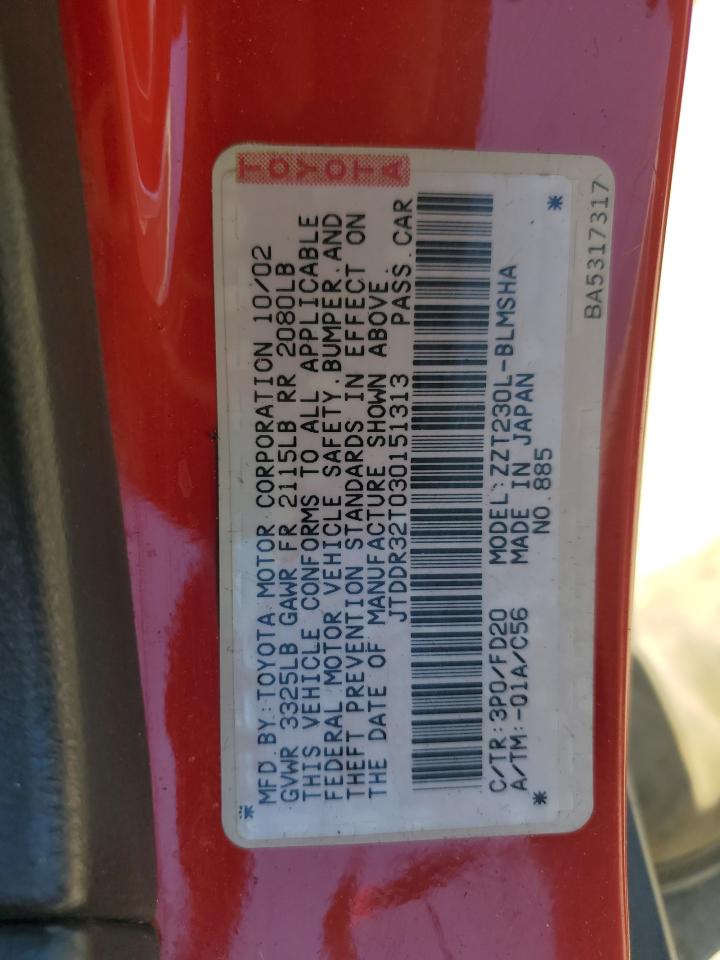 TOYOTA
MFD.BY:TOYOTA MOTOR CORPORATION 10/02
GVWR 3325LB GAWR FR 2115LB RR 2080LB
THIS VEHICLE CONFORMS TO ALL APPLICABLE
FEDERAL MOTOR VEHICLE SAFETY.BUMPER.AND
THEFT PREVENTION STANDARDS IN EFFECT ON
THE DATE OF MANUFACTURE SHOWN ABOVE.
JTDDR32T030151313 PASS.CAR
C/TR:3P0/FD20 MODEL:ZZT230L-BLMSHA
A/TM:-01A/C56 MADE IN JAPAN
NO.885
BA5317317